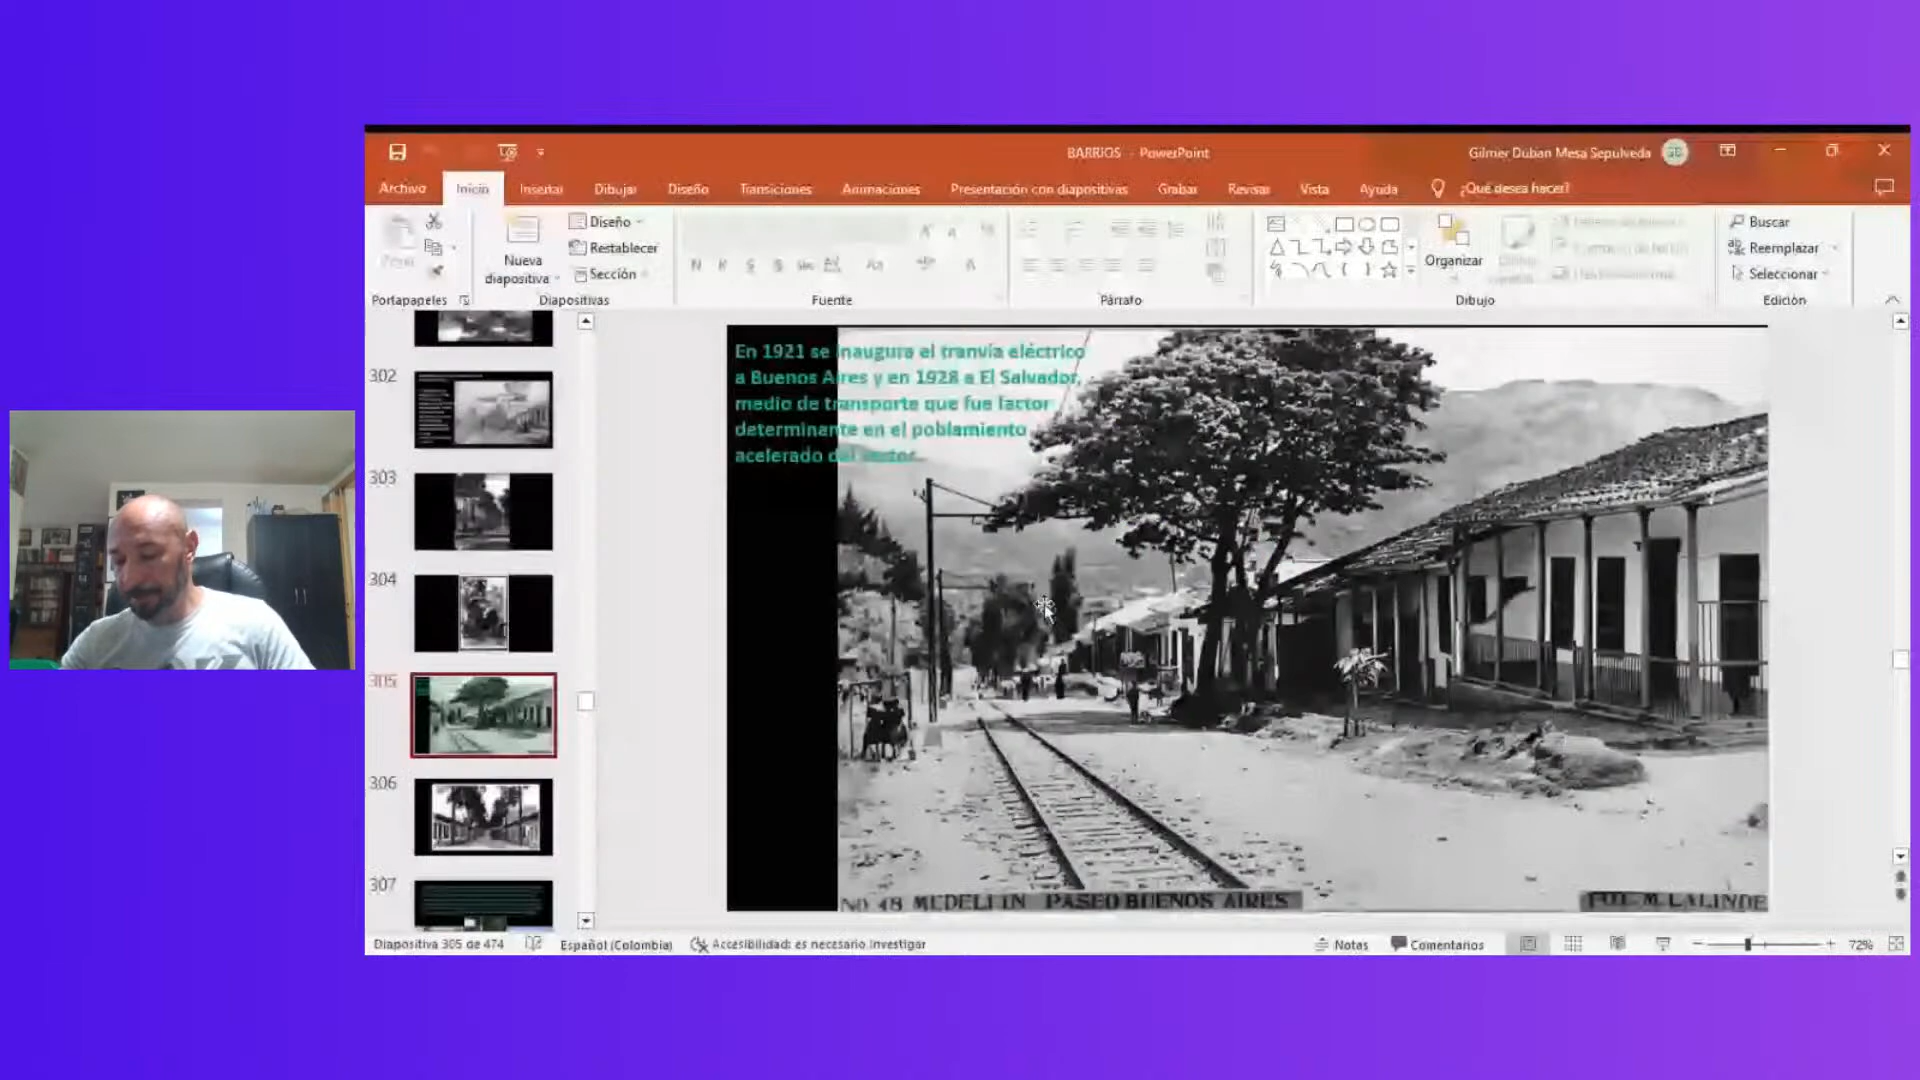 BARRIOS - PowerPoint
Gilmer Duban Mesa Sepulveda
Archivo Inicio Insertar Dibujar Diseño Transiciones Animaciones Presentación con diapositivas Grabar Revisar Vista Ayuda ¿Qué desea hacer?
Nueva diapositiva
Diseño
Restablecer
Sección
Organizar
Buscar
Reemplazar
Seleccionar
Portapapeles Diapositivas Fuente Párrafo Dibujo Edición
302
303
304
305
306
307
En 1921 se inaugura el tranvía eléctrico
a Buenos Aires y en 1928 a El Salvador,
medio de transporte que fue factor
determinante en el poblamiento
acelerado del sector.
No 48 MEDELLIN PASEO BUENOS AIRES
FOT. M. LALINDE
Diapositiva 305 de 474 Español (Colombia) Accesibilidad: es necesario investigar Notas Comentarios 72%